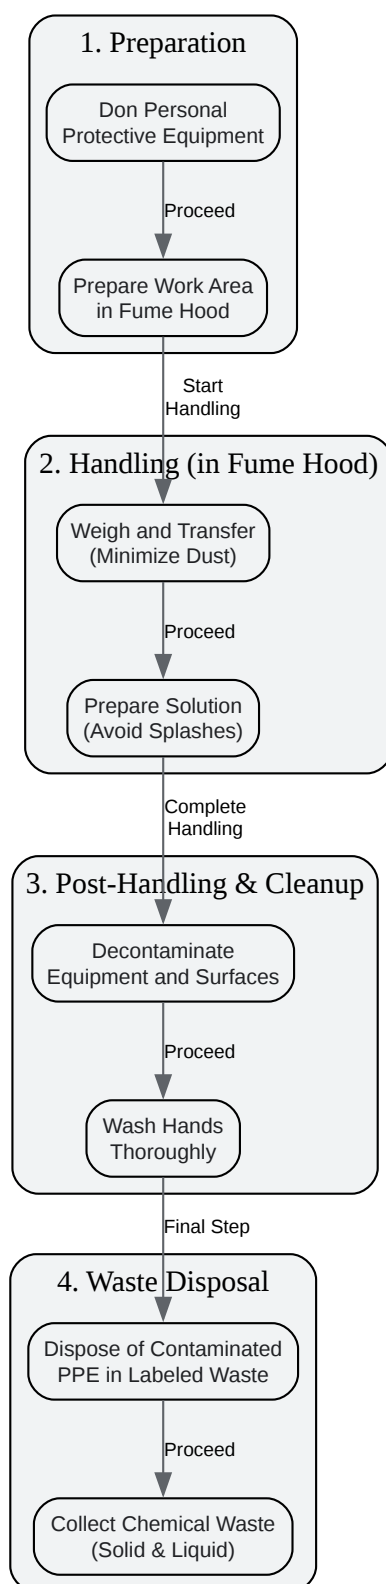 1. Preparation
Don Personal
Protective Equipment
Proceed
Prepare Work Area
in Fume Hood
Start
Handling
2. Handling (in Fume Hood)
Weigh and Transfer
(Minimize Dust)
Proceed
Prepare Solution
(Avoid Splashes)
Complete
Handling
3. Post-Handling & Cleanup
Decontaminate
Equipment and Surfaces
Proceed
Wash Hands
Thoroughly
Final Step
4. Waste Disposal
Dispose of Contaminated
PPE in Labeled Waste
Proceed
Collect Chemical Waste
(Solid & Liquid)